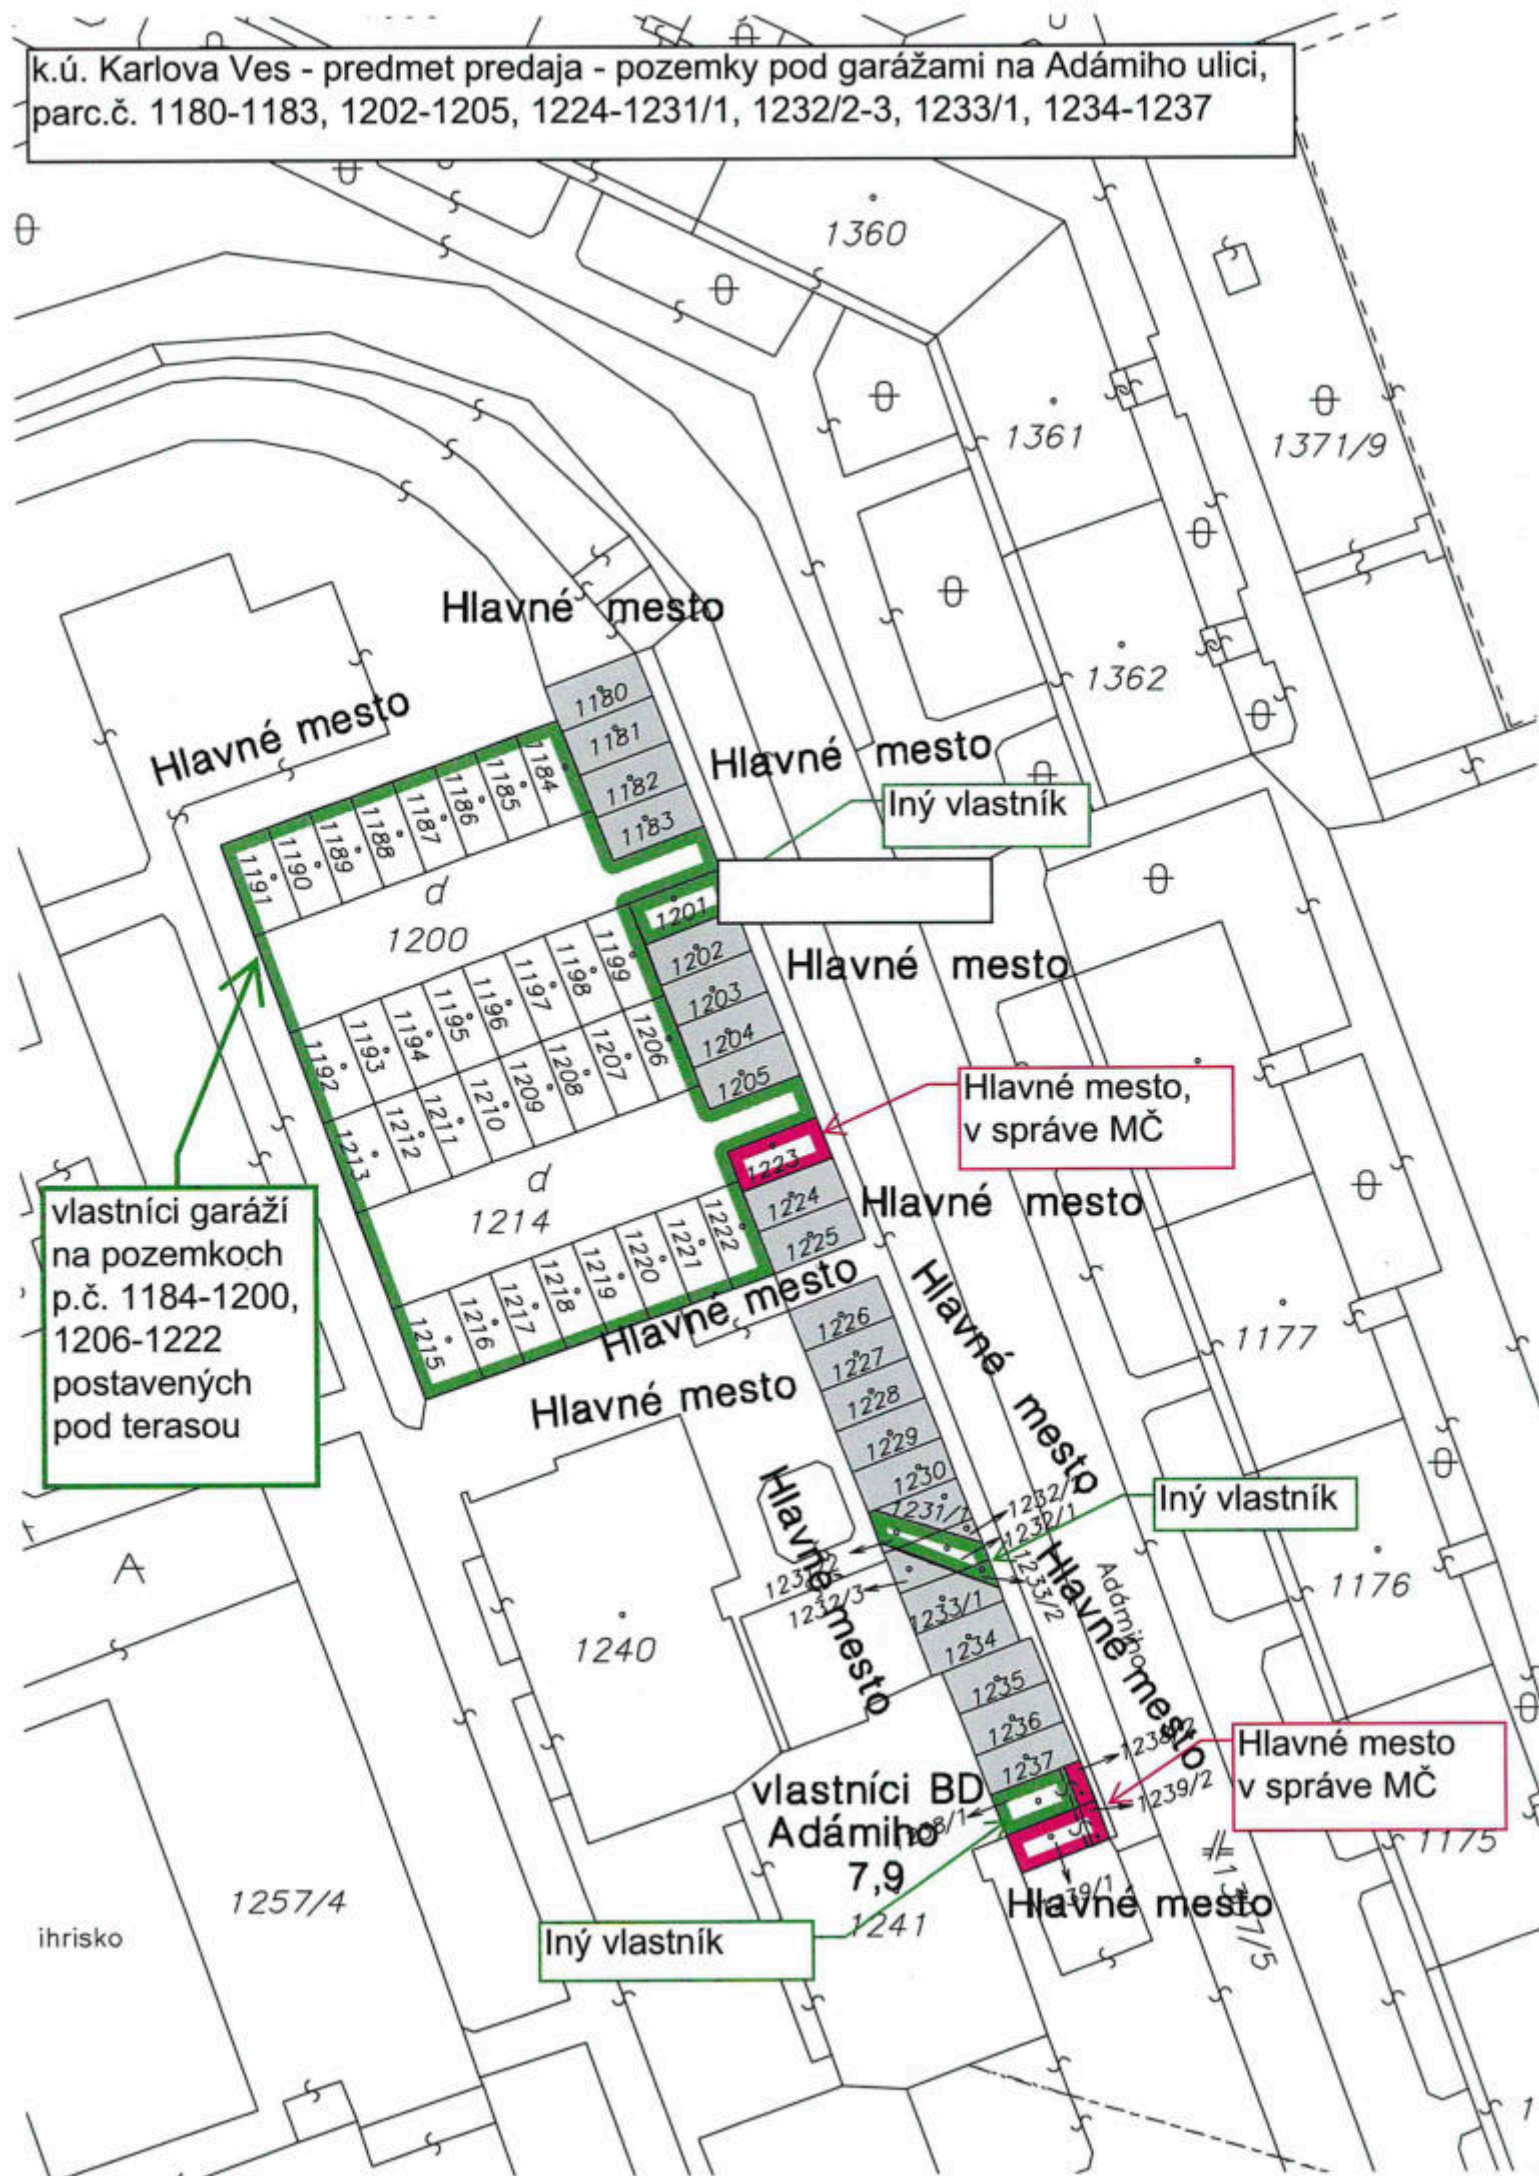 k.ú. Karlova Ves - predmet predaja - pozemky pod garážami na Adámiho ulici,
parc.č. 1180-1183, 1202-1205, 1224-1231/1, 1232/2-3, 1233/1, 1234-1237
1360
1361
1371/9
Hlavné mesto
1362
1180
Hlavné mesto
1181
Hlavné mesto
1182
1183
Iný vlastník
1184
1185
1186
1187
1188
1189
1190
1191
d
1200
1201
1202
Hlavné mesto
1203
1204
1205
1199
1198
1197
1196
1195
1194
1193
1192
1206
1207
1208
1209
1210
1211
1212
1213
Hlavné mesto,
v správe MČ
1223
d
1214
1224
1225
Hlavné mesto
vlastníci garáží
na pozemkoch
p.č. 1184-1200,
1206-1222
postavených
pod terasou
1222
1221
1220
1219
1218
1217
1216
1215
Hlavné mesto
Hlavné mesto
Hlavné mesto
1226
1227
1228
1229
1230
1231/1
1177
Iný vlastník
1232/1
1233/2
Hlavné mesto
1232/3
1233/1
1234
Hlavné mesto
Adámiho
1176
A
1240
1235
1236
1237
Hlavné mesto
v správe MČ
1239/2
1175
vlastníci BD
Adámiho
7,9
1241
Hlavné mesto
1257/4
ihrisko
Iný vlastník